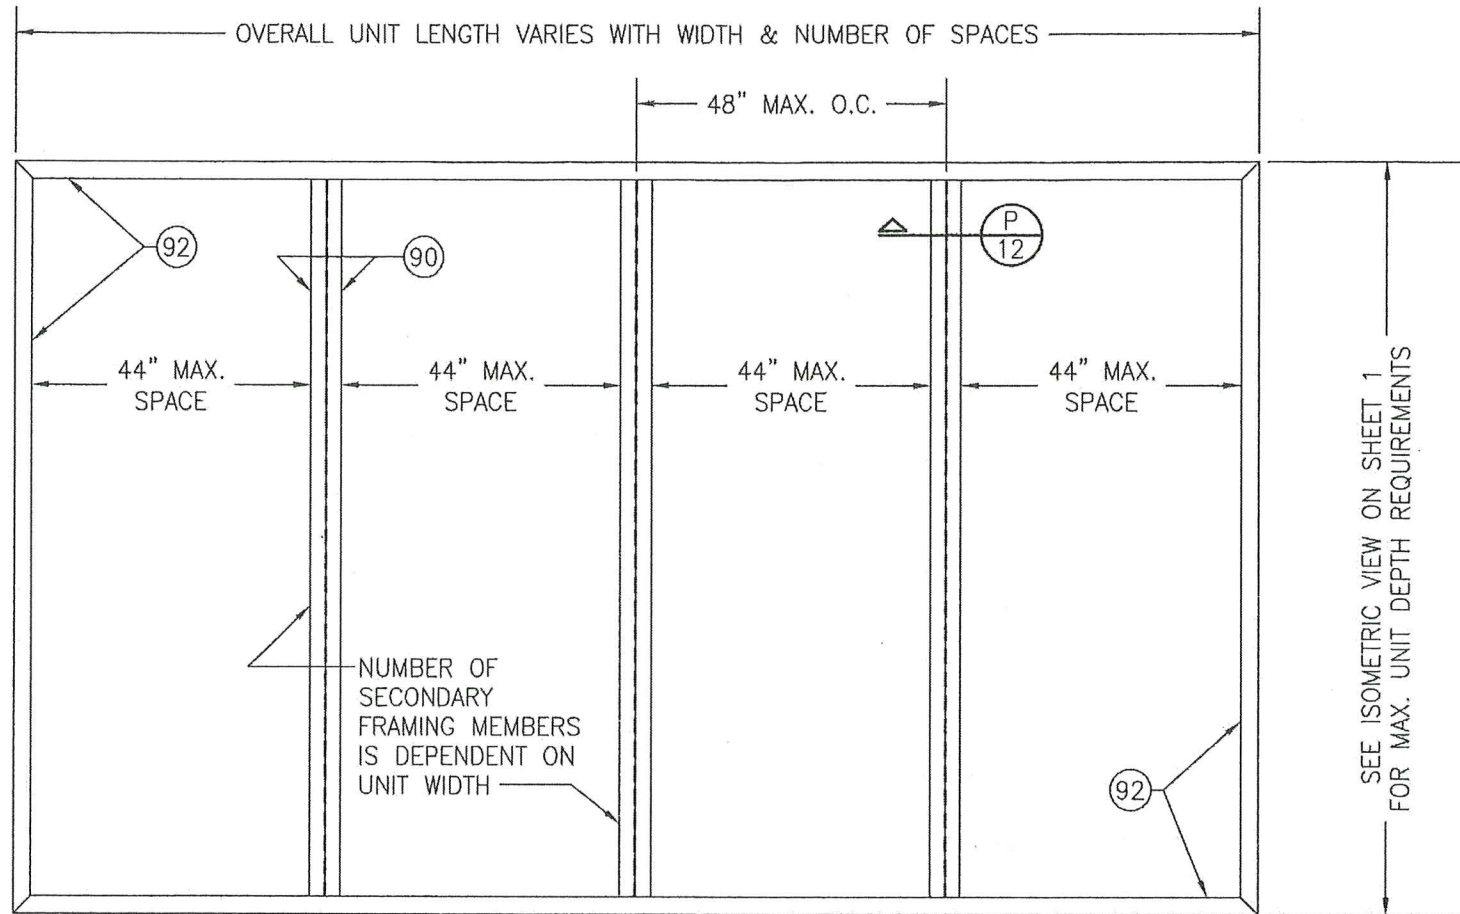 OVERALL UNIT LENGTH VARIES WITH WIDTH & NUMBER OF SPACES
48" MAX. O.C.
92
90
P
12
44" MAX.
SPACE
44" MAX.
SPACE
44" MAX.
SPACE
44" MAX.
SPACE
NUMBER OF
SECONDARY
FRAMING MEMBERS
IS DEPENDENT ON
UNIT WIDTH
92
SEE ISOMETRIC VIEW ON SHEET 1
FOR MAX. UNIT DEPTH REQUIREMENTS